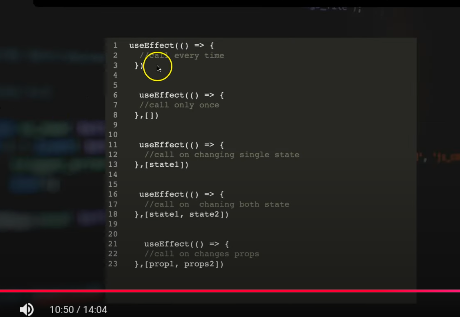 1 useEffect(() => {
2 //call every time
3 })
4
5
6 useEffect(() => {
7 //call only once
8 },[])
9
10
11 useEffect(() => {
12 //call on changing single state
13 },[state1])
14
15
16 useEffect(() => {
17 //call on chaning both state
18 },[state1, state2])
19
20
21 useEffect(() => {
22 //call on changes props
23 },[prop1, props2])
10:50 / 14:04